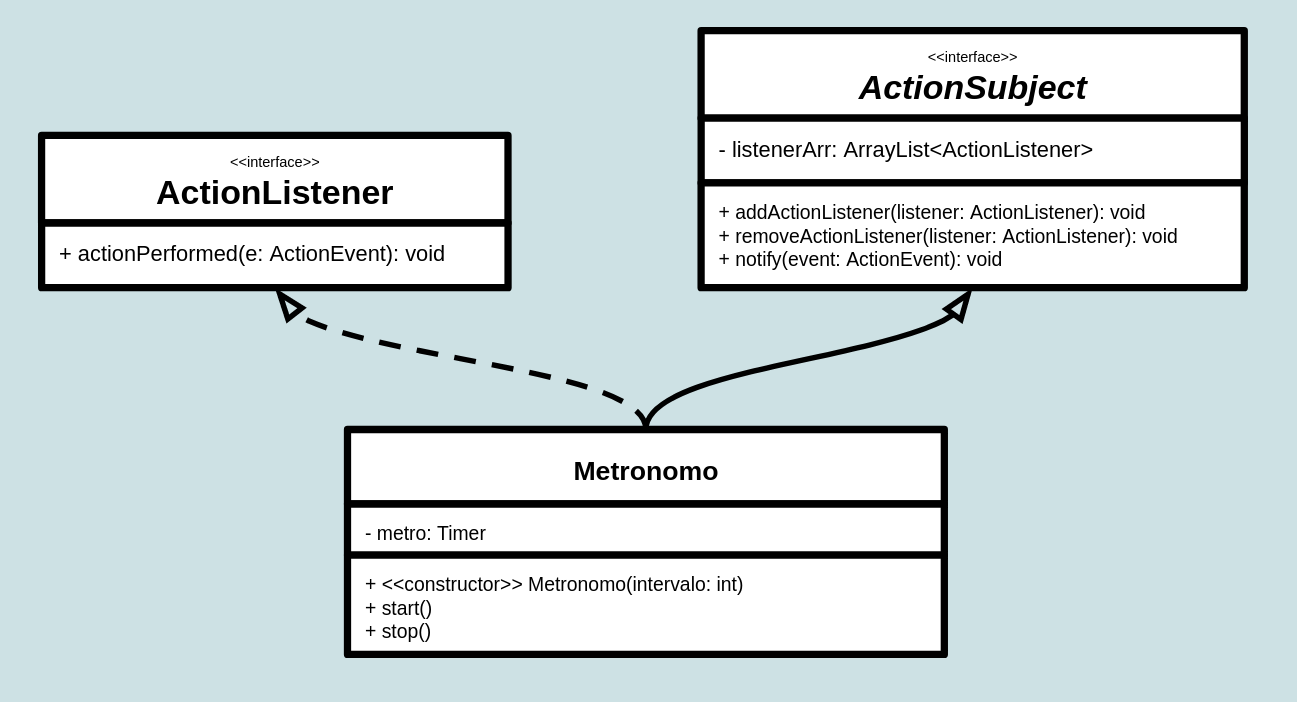 <<interface>>
ActionListener
+ actionPerformed(e: ActionEvent): void
<<interface>>
ActionSubject
- listenerArr: ArrayList<ActionListener>
+ addActionListener(listener: ActionListener): void
+ removeActionListener(listener: ActionListener): void
+ notify(event: ActionEvent): void
Metronomo
- metro: Timer
+ <<constructor>> Metronomo(intervalo: int)
+ start()
+ stop()